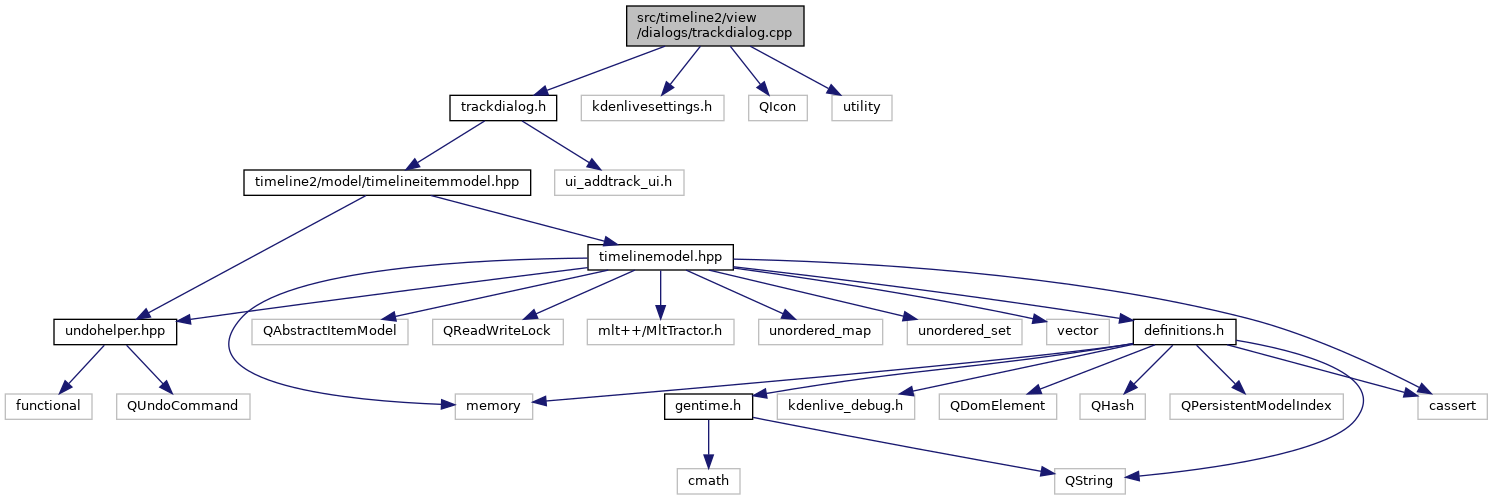 src/timeline2/view
/dialogs/trackdialog.cpp
trackdialog.h
kdenlivesettings.h
QIcon
utility
timeline2/model/timelineitemmodel.hpp
ui_addtrack_ui.h
timelinemodel.hpp
undohelper.hpp
QAbstractItemModel
QReadWriteLock
mlt++/MltTractor.h
unordered_map
unordered_set
vector
definitions.h
functional
QUndoCommand
memory
gentime.h
kdenlive_debug.h
QDomElement
QHash
QPersistentModelIndex
cassert
cmath
QString